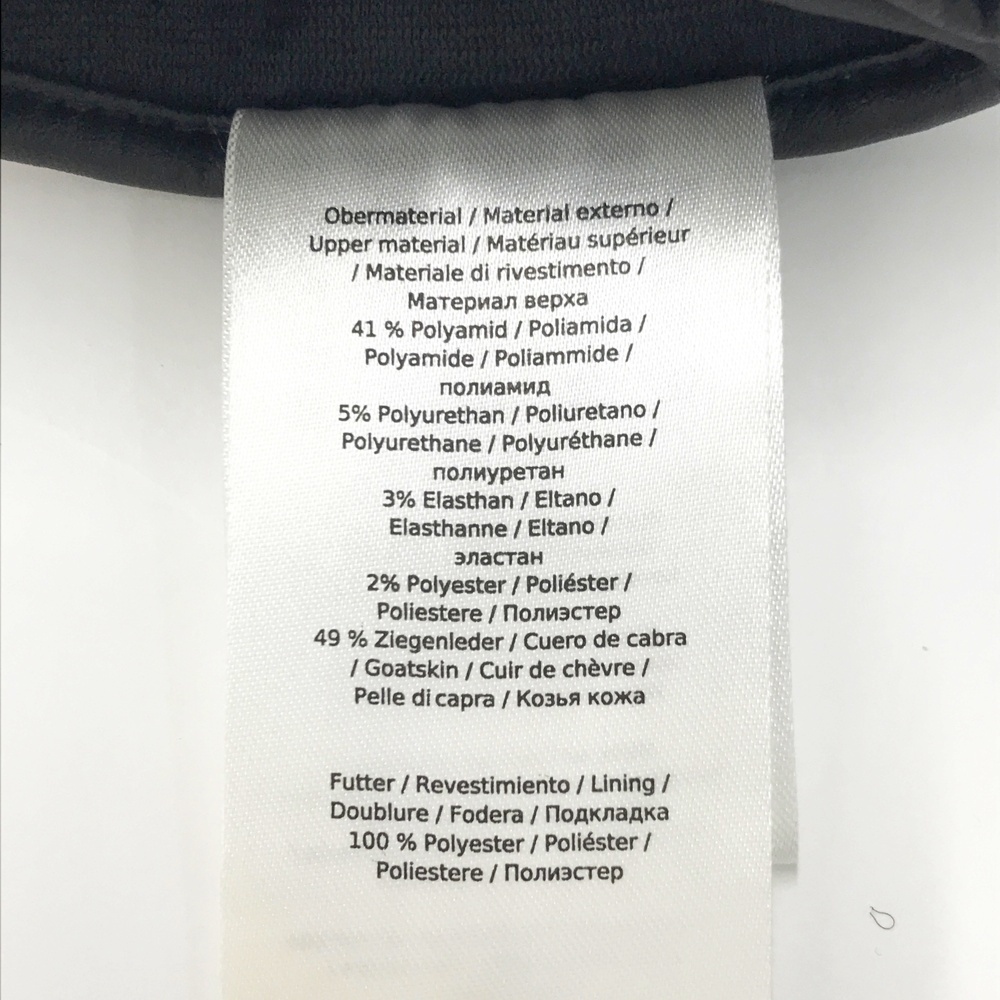 Obermaterial / Material externo /
Upper material / Matériau supérieur
/ Materiale di rivestimento /
Материал верха
41 % Polyamid / Poliamida /
Polyamide / Poliammide /
полиамид
5% Polyurethan / Poliuretano /
Polyurethane / Polyuréthane /
полиуретан
3% Elasthan / Eltano /
Elasthanne / Eltano /
эластан
2% Polyester / Poliéster /
Poliestere / Полиэстер
49 % Ziegenleder / Cuero de cabra
/ Goatskin / Cuir de chèvre /
Pelle di capra / Козья кожа
Futter / Revestimiento / Lining /
Doublure / Fodera / Подкладка
100 % Polyester / Poliéster /
Poliestere / Полиэстер